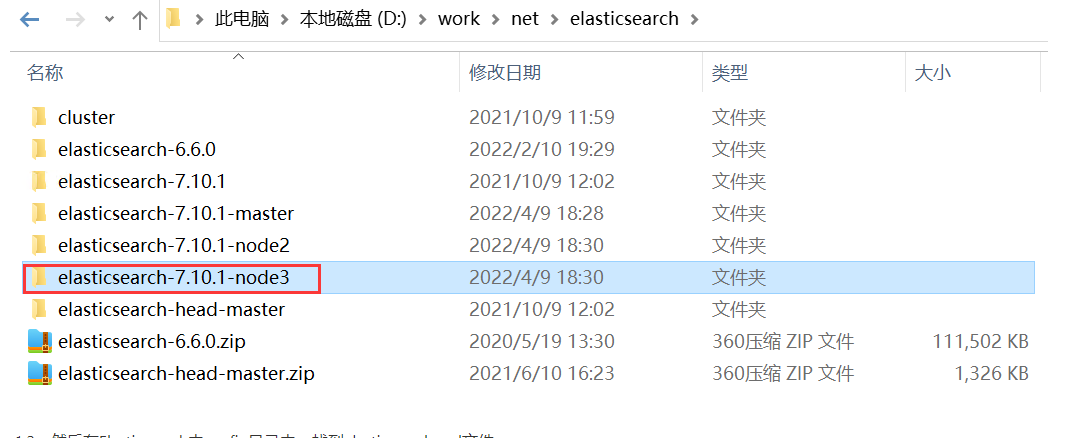 此电脑 > 本地磁盘 (D:) > work > net > elasticsearch >
名称 修改日期 类型 大小
cluster 2021/10/9 11:59 文件夹
elasticsearch-6.6.0 2022/2/10 19:29 文件夹
elasticsearch-7.10.1 2021/10/9 12:02 文件夹
elasticsearch-7.10.1-master 2022/4/9 18:28 文件夹
elasticsearch-7.10.1-node2 2022/4/9 18:30 文件夹
elasticsearch-7.10.1-node3 2022/4/9 18:30 文件夹
elasticsearch-head-master 2021/10/9 12:02 文件夹
elasticsearch-6.6.0.zip 2020/5/19 13:30 360压缩 ZIP 文件 111,502 KB
elasticsearch-head-master.zip 2021/6/10 16:23 360压缩 ZIP 文件 1,326 KB